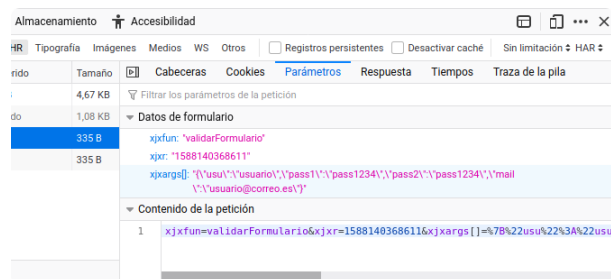 Almacenamiento Accesibilidad
HR Tipografía Imágenes Medios WS Otros Registros persistentes Desactivar caché Sin limitación HAR
rido Tamaño Cabeceras Cookies Parámetros Respuesta Tiempos Traza de la pila
4,67 KB Filtrar los parámetros de la petición
do 1,08 KB Datos de formulario
335 B xjxfun: "validarFormulario"
335 B xjxr: "1588140368611"
xjxargs[]: "{\"usu\":\"usuario\",\"pass1\":\"pass1234\",\"pass2\":\"pass1234\",\"mail
\":\"usuario@correo.es\"}"
Contenido de la petición
1 xjxfun=validarFormulario&xjxr=1588140368611&xjxargs[]=%7B%22usu%22%3A%22usu